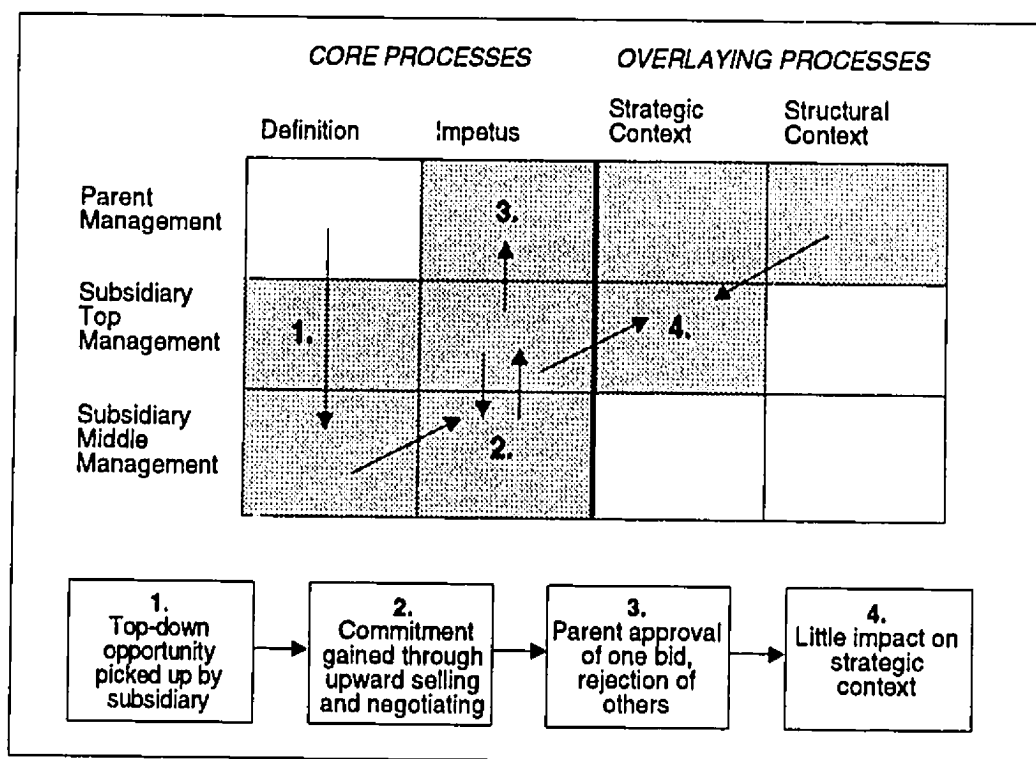 CORE PROCESSES
OVERLAYING PROCESSES
Definition
Impetus
Strategic
Context
Structural
Context
Parent
Management
3.
Subsidiary
Top
Management
1.
4.
Subsidiary
Middle
Management
2.
1.
Top-down
opportunity
picked up by
subsidiary
2.
Commitment
gained through
upward selling
and negotiating
3.
Parent approval
of one bid,
rejection of
others
4.
Little impact on
strategic
context